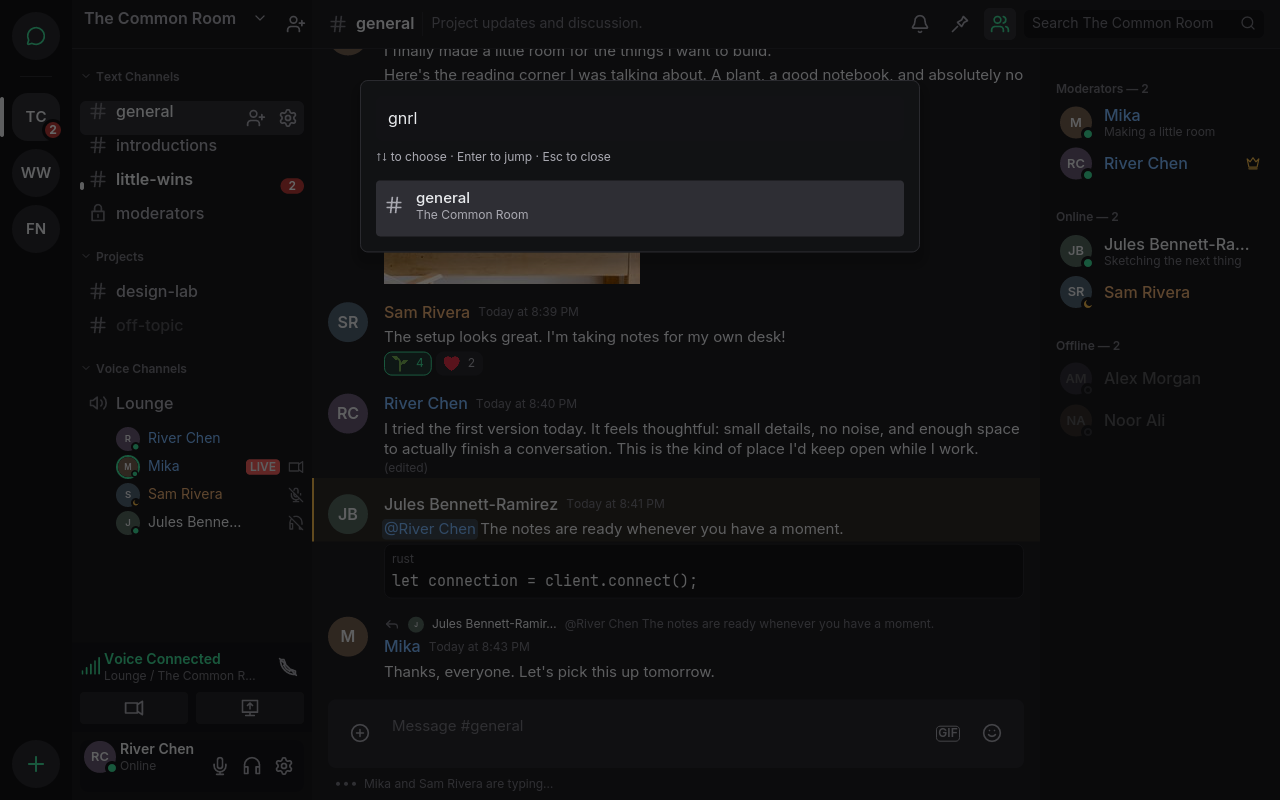 The Common Room
# general
Project updates and discussion.
Search The Common Room
TC
2
WW
FN
Text Channels
general
introductions
little-wins
2
moderators
Projects
design-lab
off-topic
Voice Channels
Lounge
R
River Chen
M
Mika
LIVE
S
Sam Rivera
J
Jules Benne...
Voice Connected
Lounge / The Common R...
RC
River Chen
Online
I finally made a little room for the things I want to build.
Here's the reading corner I was talking about. A plant, a good notebook, and absolutely no
gnrl
↑↓ to choose · Enter to jump · Esc to close
# general
The Common Room
SR
Sam Rivera Today at 8:39 PM
The setup looks great. I'm taking notes for my own desk!
4
2
RC
River Chen Today at 8:40 PM
I tried the first version today. It feels thoughtful: small details, no noise, and enough space
to actually finish a conversation. This is the kind of place I'd keep open while I work.
(edited)
JB
Jules Bennett-Ramirez Today at 8:41 PM
@River Chen The notes are ready whenever you have a moment.
rust
let connection = client.connect();
J
Jules Bennett-Ramir... @River Chen The notes are ready whenever you have a moment.
M
Mika Today at 8:43 PM
Thanks, everyone. Let's pick this up tomorrow.
Message #general
GIF
Mika and Sam Rivera are typing...
Moderators — 2
M
Mika
Making a little room
RC
River Chen
Online — 2
JB
Jules Bennett-Ra...
Sketching the next thing
SR
Sam Rivera
Offline — 2
AM
Alex Morgan
NA
Noor Ali